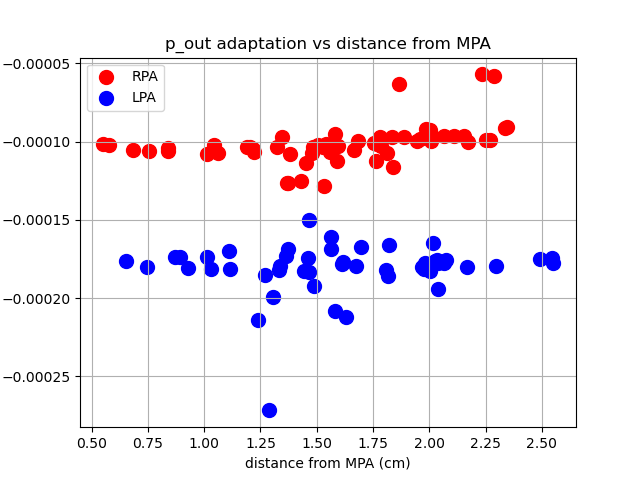 p_out adaptation vs distance from MPA
RPA
LPA
−0.00005
−0.00010
−0.00015
−0.00020
−0.00025
0.50 0.75 1.00 1.25 1.50 1.75 2.00 2.25 2.50
distance from MPA (cm)